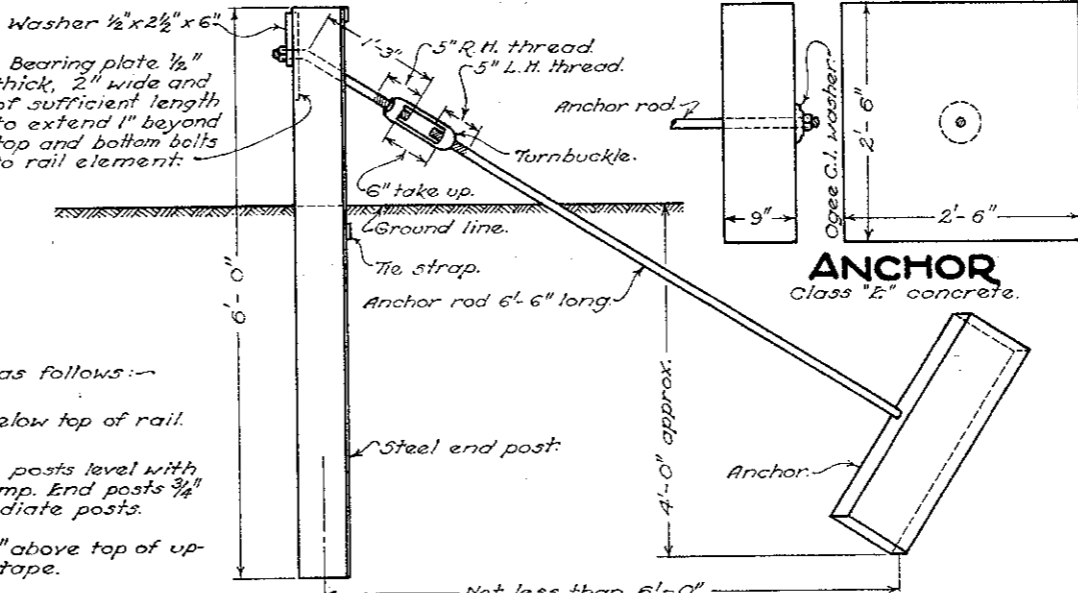 Washer ½"x2½"x6"
Bearing plate ½"
thick, 2" wide and
of sufficient length
to extend 1" beyond
top and bottom bolts
to rail element.
1'-3"
5" R.H. thread.
5" L.H. thread.
Turnbuckle.
6" take up.
Ground line.
Tie strap.
Anchor rod 6'-6" long.
6'-0"
4'-0" approx.
Steel end post.
Anchor.
Not less than 6'-0"
Anchor rod
Ogee C.I. washer.
9"
2'-6"
2'-6"
ANCHOR
Class "E" concrete.
as follows:-
elow top of rail.
posts level with
mp. End posts ¾"
diate posts.
" above top of up-
tape.